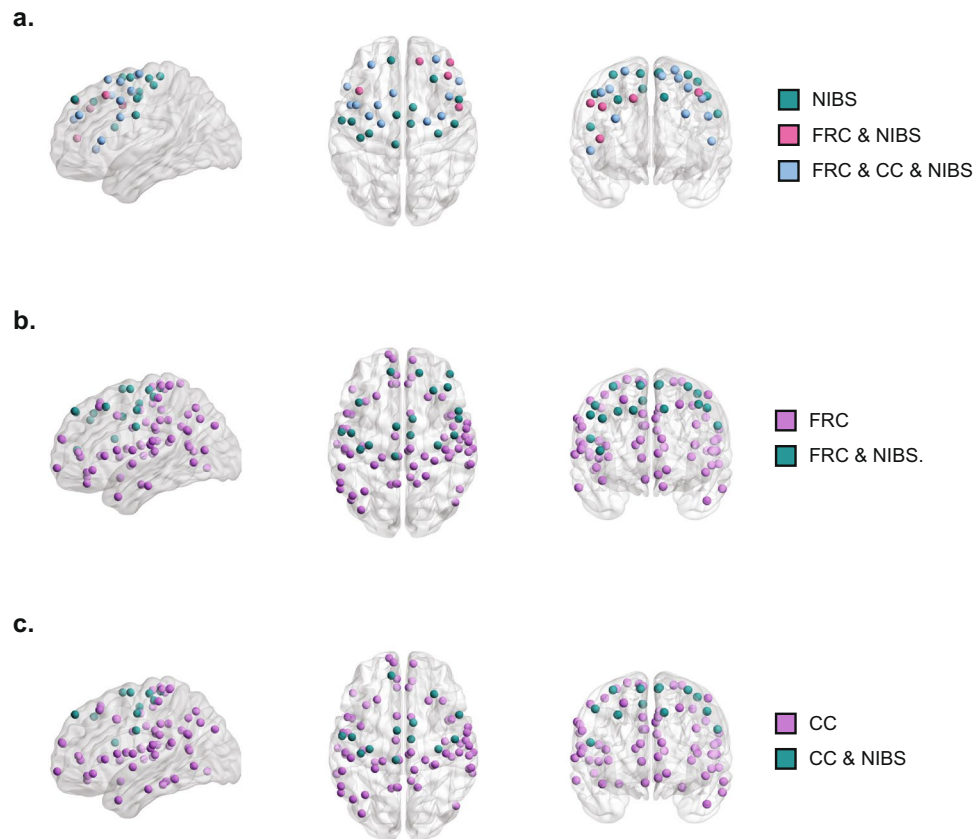 a.
NIBS
FRC & NIBS
FRC & CC & NIBS
b.
FRC
FRC & NIBS.
c.
CC
CC & NIBS